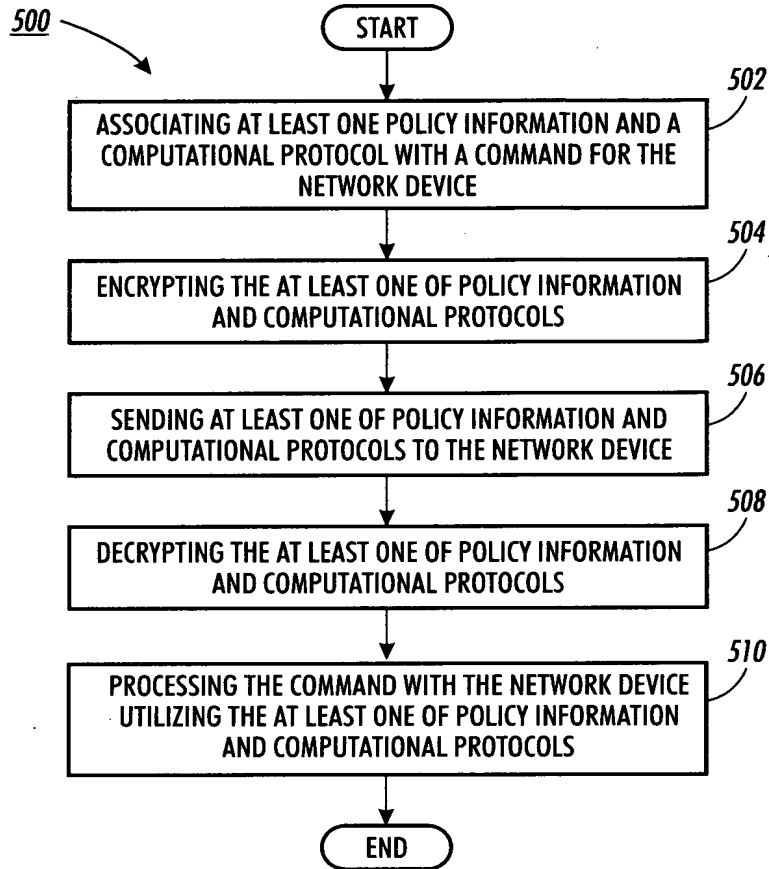 500
START
502
ASSOCIATING AT LEAST ONE POLICY INFORMATION AND A
COMPUTATIONAL PROTOCOL WITH A COMMAND FOR THE
NETWORK DEVICE
504
ENCRYPTING THE AT LEAST ONE OF POLICY INFORMATION
AND COMPUTATIONAL PROTOCOLS
506
SENDING AT LEAST ONE OF POLICY INFORMATION AND
COMPUTATIONAL PROTOCOLS TO THE NETWORK DEVICE
508
DECRYPTING THE AT LEAST ONE OF POLICY INFORMATION
AND COMPUTATIONAL PROTOCOLS
510
PROCESSING THE COMMAND WITH THE NETWORK DEVICE
UTILIZING THE AT LEAST ONE OF POLICY INFORMATION
AND COMPUTATIONAL PROTOCOLS
END